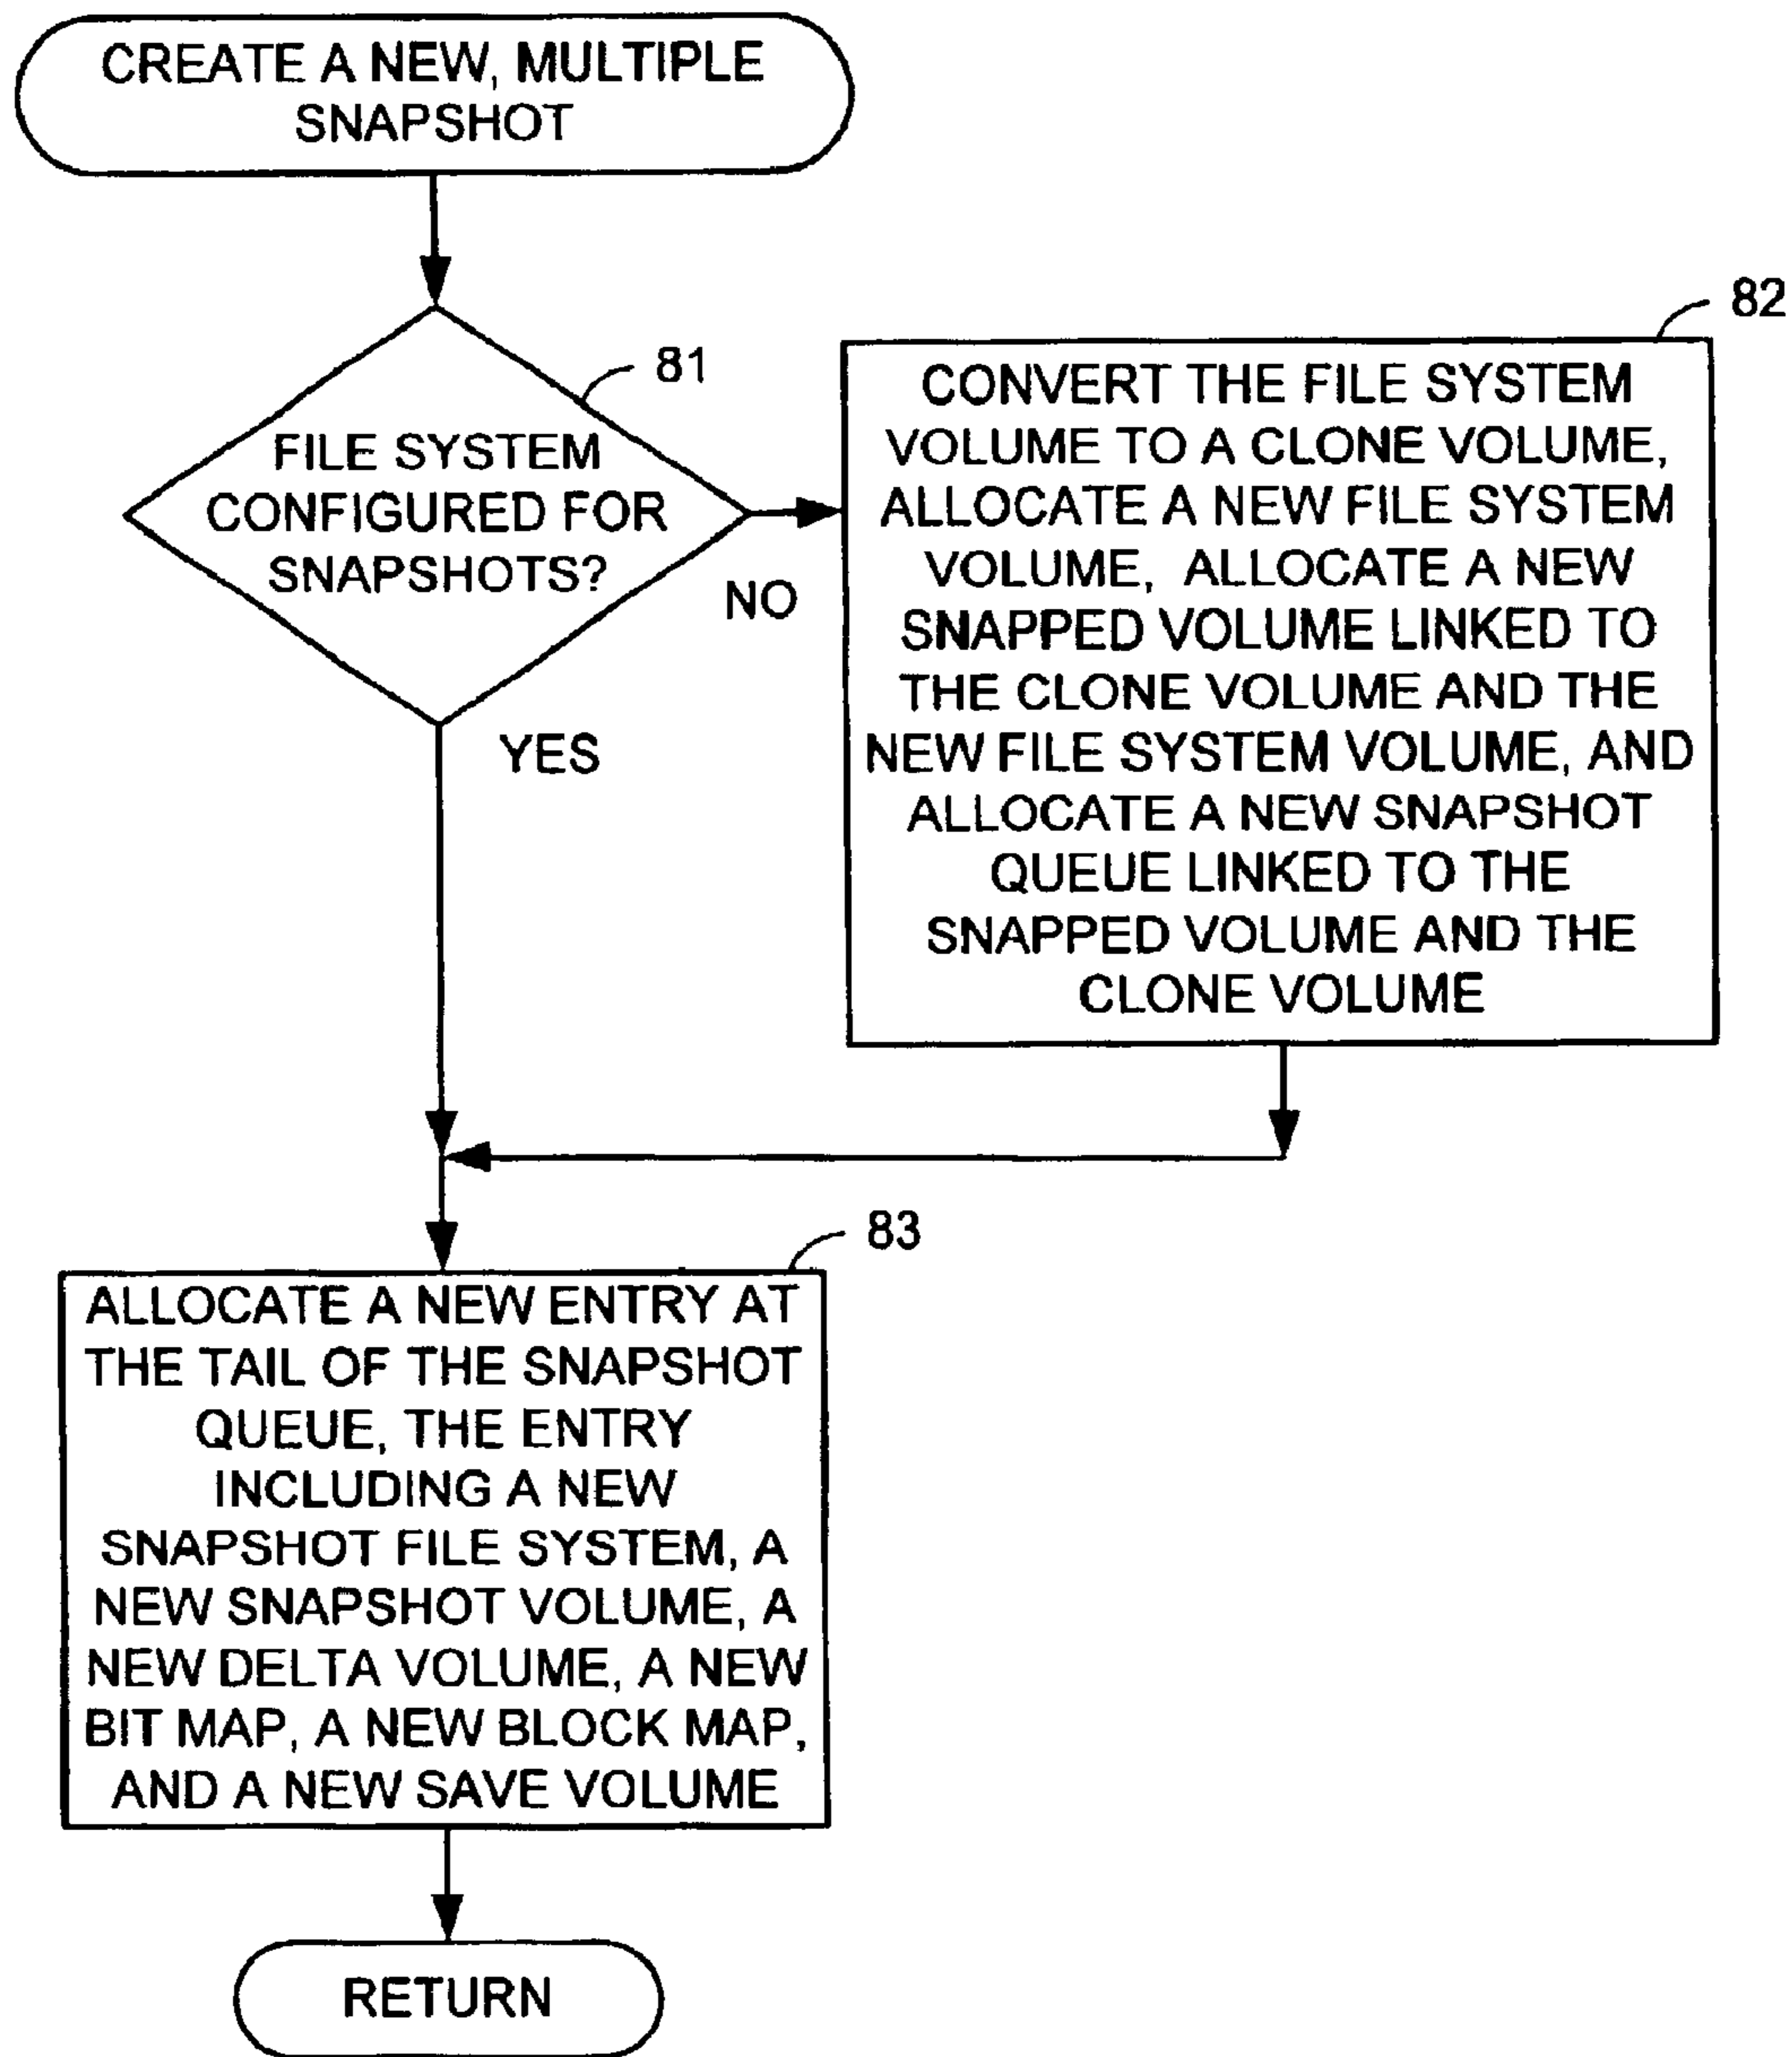 CREATE A NEW, MULTIPLE
SNAPSHOT
81
FILE SYSTEM
CONFIGURED FOR
SNAPSHOTS?
NO
YES
82
CONVERT THE FILE SYSTEM
VOLUME TO A CLONE VOLUME,
ALLOCATE A NEW FILE SYSTEM
VOLUME, ALLOCATE A NEW
SNAPPED VOLUME LINKED TO
THE CLONE VOLUME AND THE
NEW FILE SYSTEM VOLUME, AND
ALLOCATE A NEW SNAPSHOT
QUEUE LINKED TO THE
SNAPPED VOLUME AND THE
CLONE VOLUME
83
ALLOCATE A NEW ENTRY AT
THE TAIL OF THE SNAPSHOT
QUEUE, THE ENTRY
INCLUDING A NEW
SNAPSHOT FILE SYSTEM, A
NEW SNAPSHOT VOLUME, A
NEW DELTA VOLUME, A NEW
BIT MAP, A NEW BLOCK MAP,
AND A NEW SAVE VOLUME
RETURN